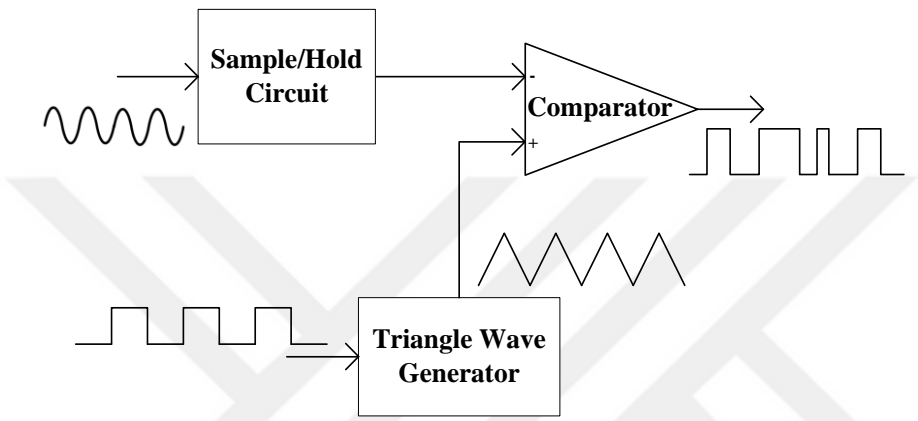 Sample/Hold
Circuit
-
Comparator
+
Triangle Wave
Generator